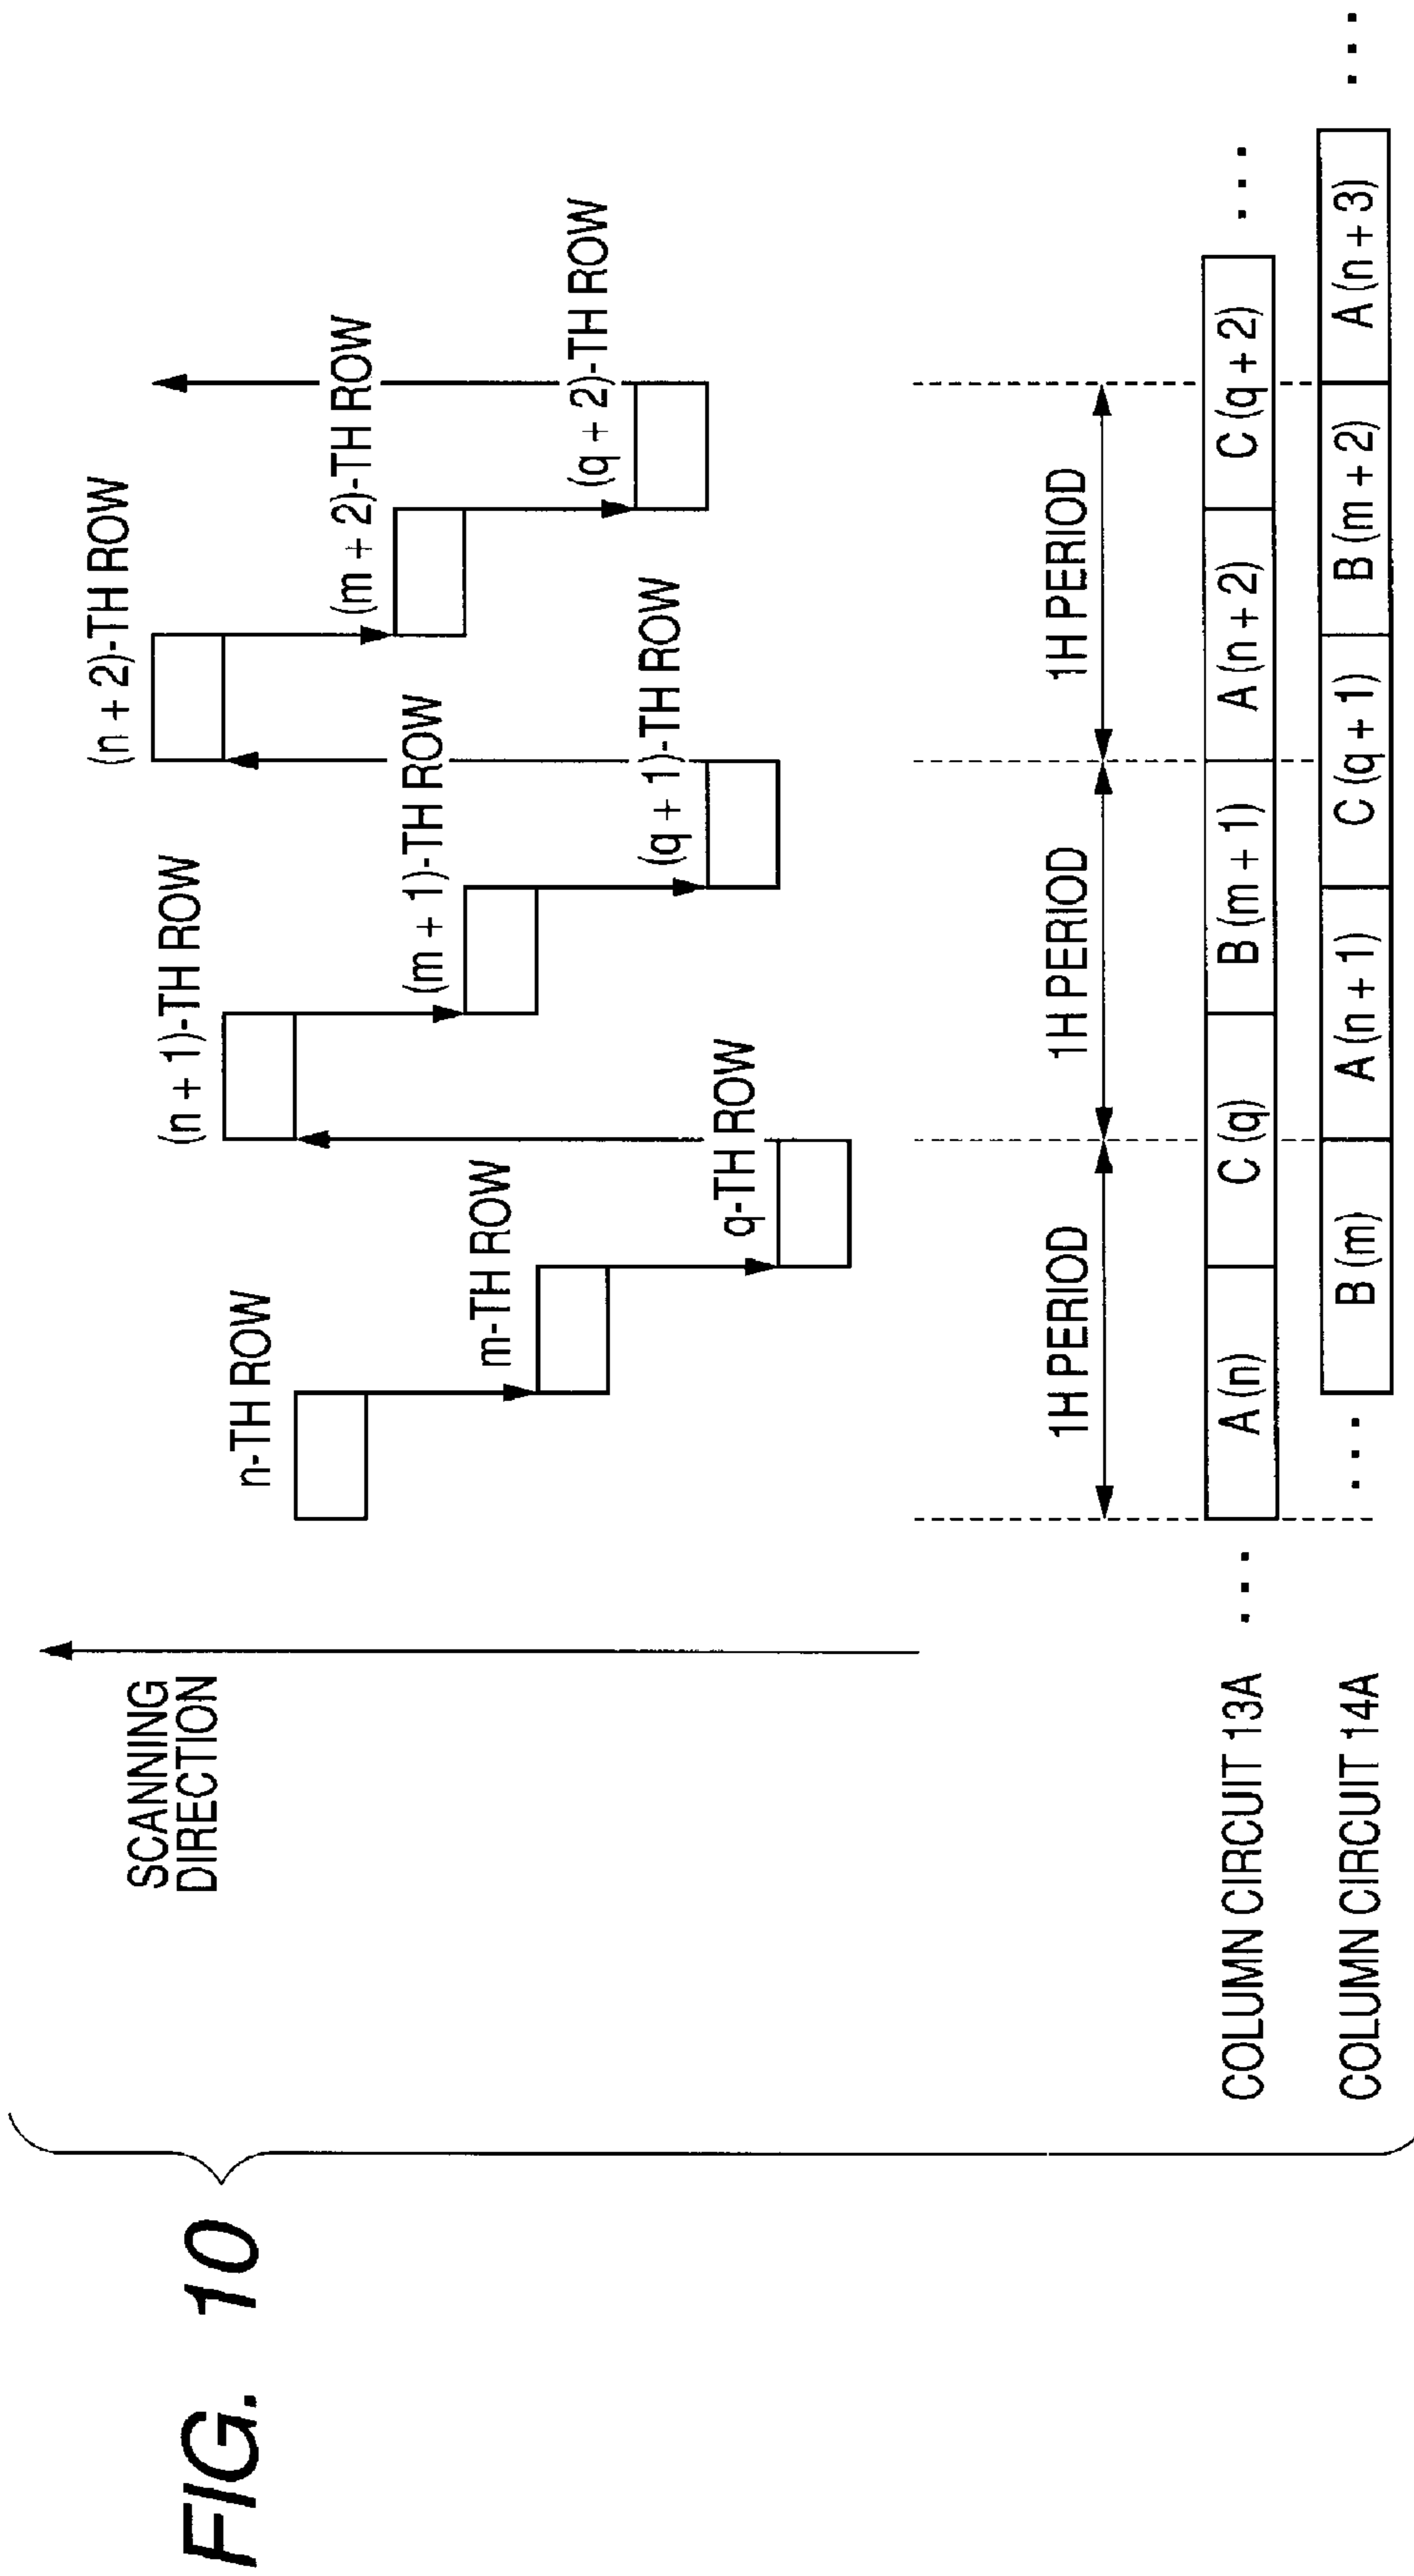 FIG. 10
SCANNING
DIRECTION
n-TH ROW
m-TH ROW
q-TH ROW
(n + 1)-TH ROW
(m + 1)-TH ROW
(q + 1)-TH ROW
(n + 2)-TH ROW
(m + 2)-TH ROW
(q + 2)-TH ROW
1H PERIOD
1H PERIOD
1H PERIOD
COLUMN CIRCUIT 13A
... A (n) C (q) B (m + 1) A (n + 2) C (q + 2) ...
COLUMN CIRCUIT 14A
... B (m) A (n + 1) C (q + 1) B (m + 2) A (n + 3) ...